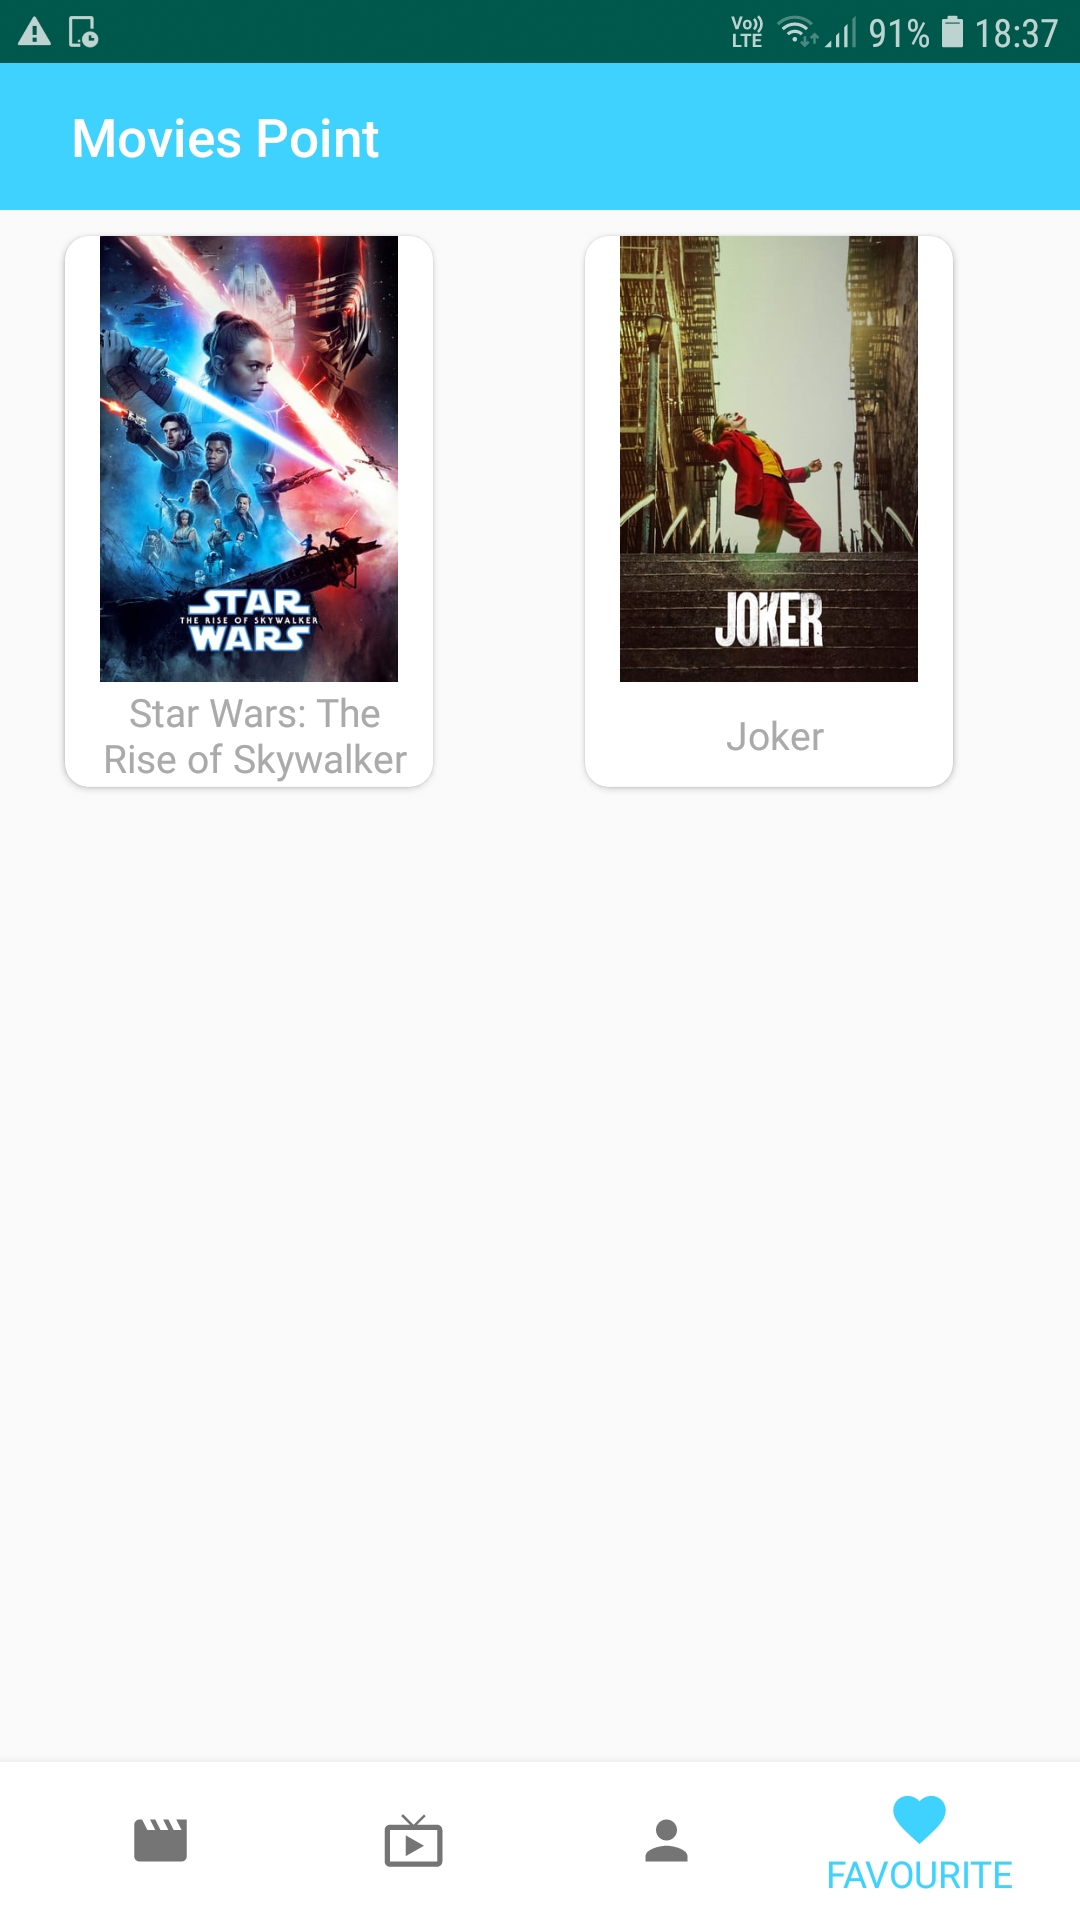 Vo))
LTE
91%
18:37
Movies Point
STAR
THE RISE OF SKYWALKER
WARS
Star Wars: The
Rise of Skywalker
JOKER
Joker
FAVOURITE